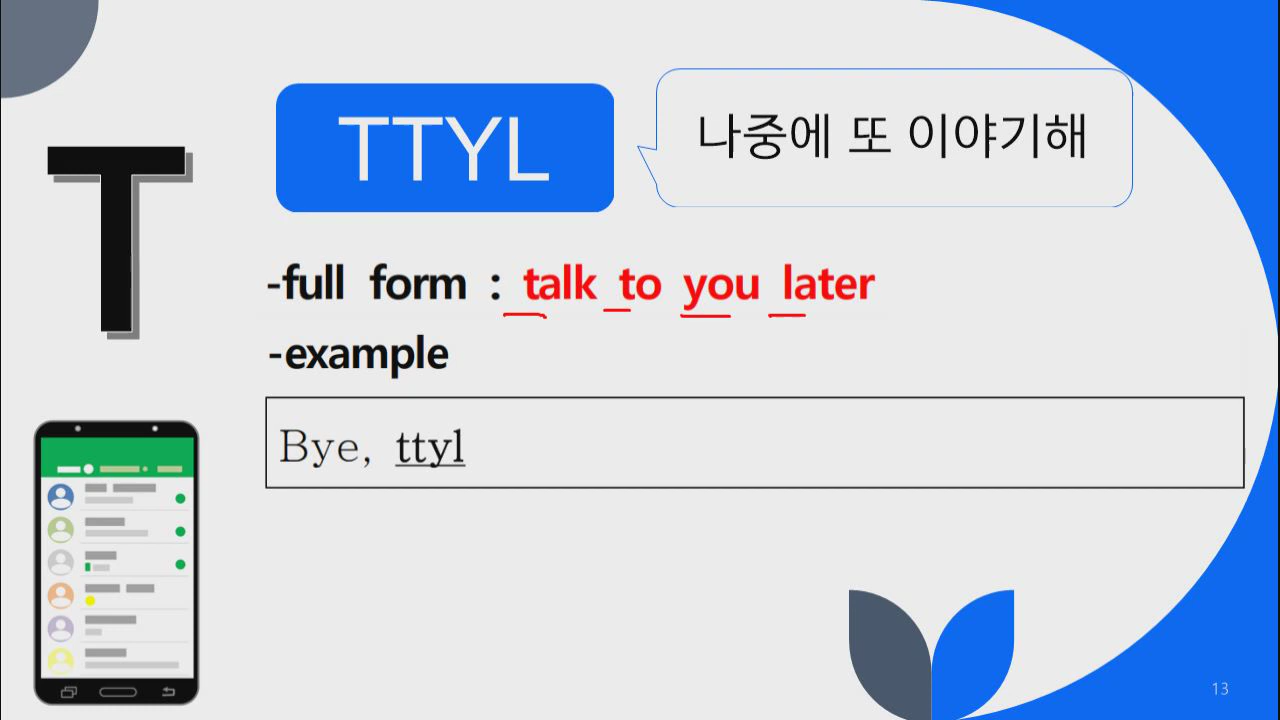 T
TTYL
나중에 또 이야기해
-full form : talk to you later
-example
Bye, ttyl
13